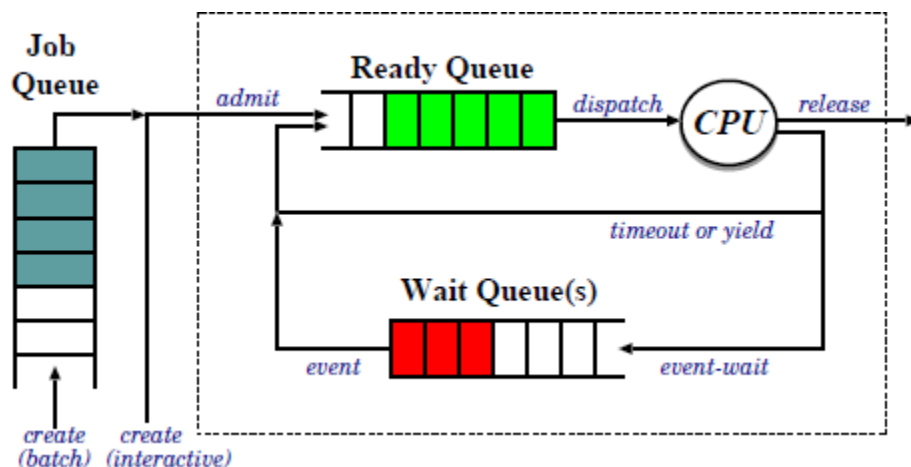 Job
Queue
Ready Queue
admit
dispatch
CPU
release
timeout or yield
Wait Queue(s)
event
event-wait
create
(batch)
create
(interactive)